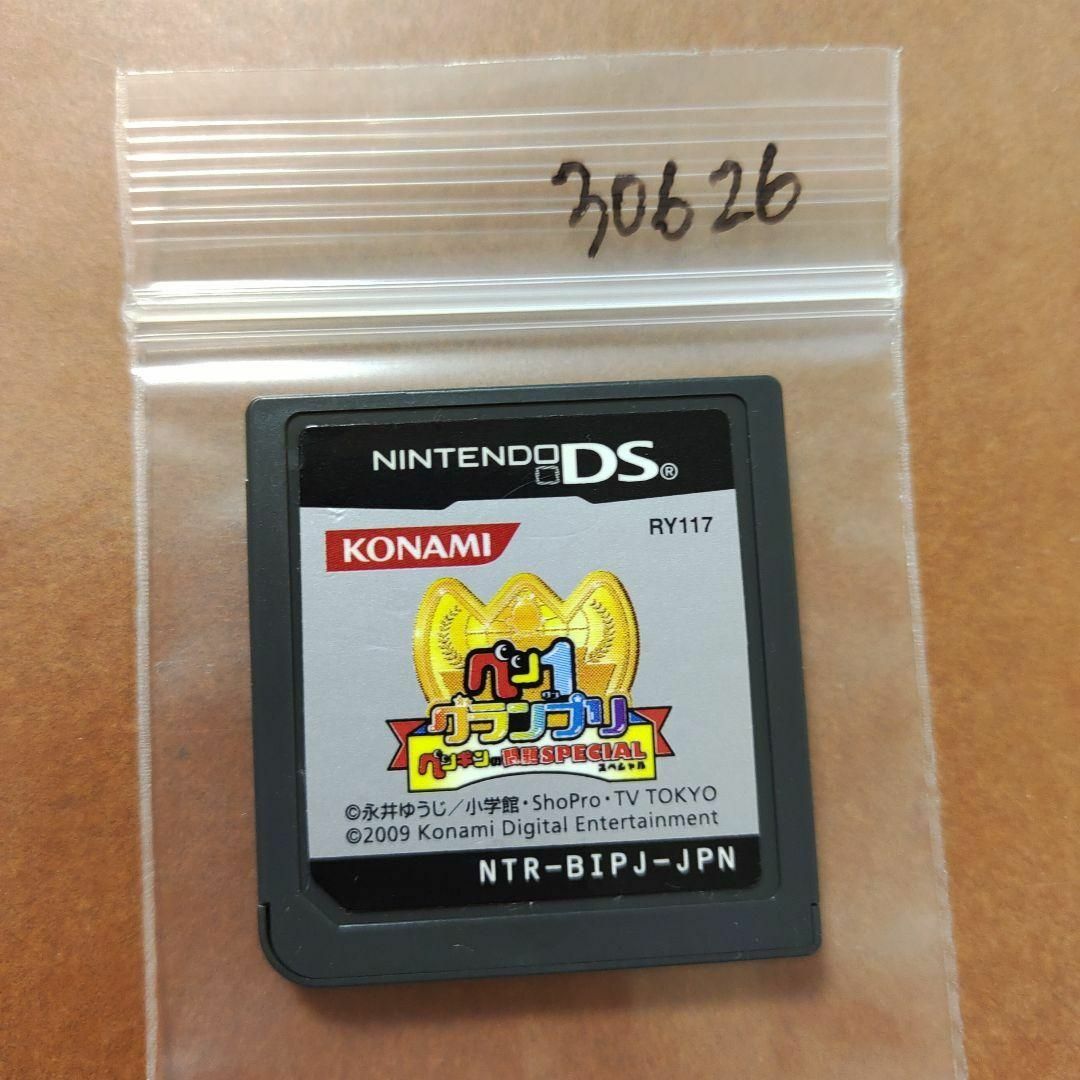 30626
NINTENDO DS®
KONAMI
RY117
ペン1
ワン
グランプリ
ペンギンの問題SPECIAL
スペシャル
©永井ゆうじ/小学館・ShoPro・TV TOKYO
©2009 Konami Digital Entertainment
NTR-BIPJ-JPN